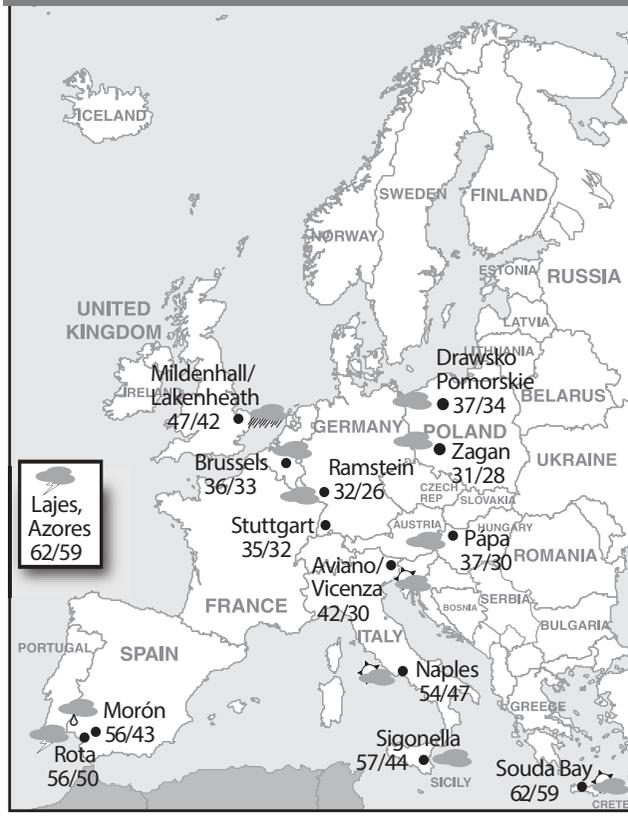 ICELAND
SWEDEN
FINLAND
NORWAY
ESTONIA
RUSSIA
LATVIA
LITHUANIA
UNITED
KINGDOM
IRELAND
Mildenhall/
Lakenheath
47/42
Drawsko
Pomorskie
37/34
BELARUS
GERMANY
POLAND
Zagan
31/28
UKRAINE
Brussels
36/33
Ramstein
32/26
CZECH
REP
SLOVAKIA
Lajes,
Azores
62/59
Stuttgart
35/32
AUSTRIA
HUNGARY
Pápa
37/30
ROMANIA
Aviano/
Vicenza
42/30
FRANCE
BOSNIA
SERBIA
BULGARIA
ITALY
PORTUGAL
SPAIN
Naples
54/47
Morón
56/43
Rota
56/50
GREECE
Sigonella
57/44
SICILY
Souda Bay
62/59
CRETE